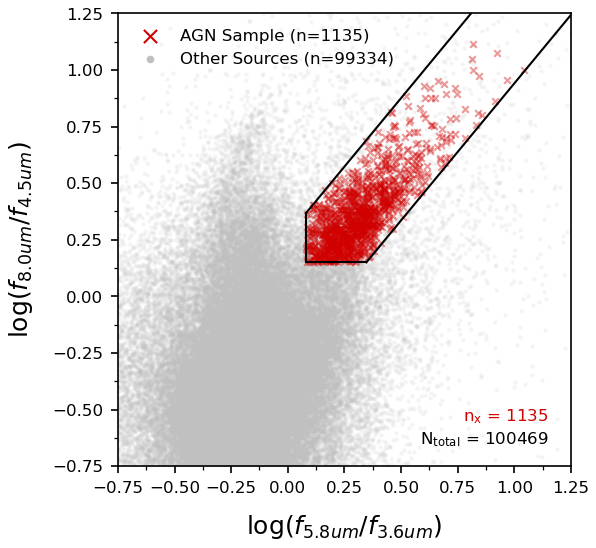 1.25
1.00
0.75
0.50
0.25
0.00
−0.25
−0.50
−0.75
log(f8.0um/f4.5um)
AGN Sample (n=1135)
Other Sources (n=99334)
nx = 1135
Ntotal = 100469
−0.75 −0.50 −0.25 0.00 0.25 0.50 0.75 1.00 1.25
log(f5.8um/f3.6um)